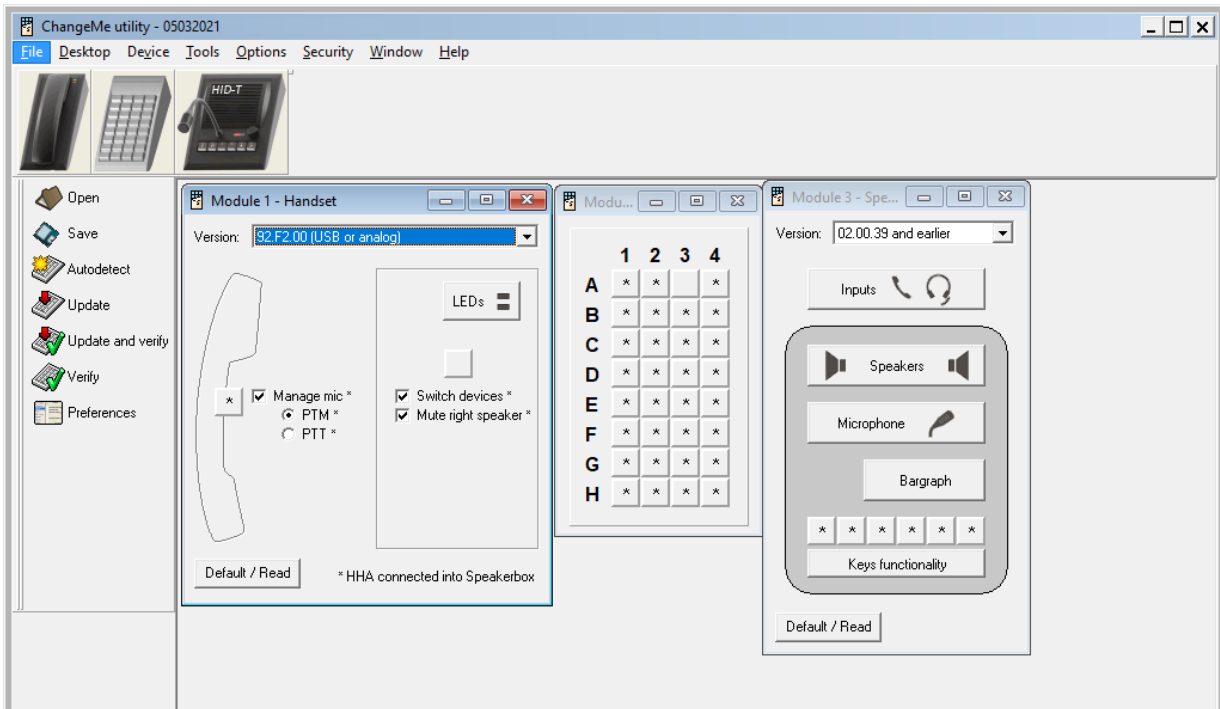 ChangeMe utility - 05032021
File Desktop Device Tools Options Security Window Help
HID-T
Open
Save
Autodetect
Update
Update and verify
Verify
Preferences
Module 1 - Handset
Version: 92.F2.00 (USB or analog)
LEDs
* Manage mic *
PTM *
PTT *
Switch devices *
Mute right speaker *
Default / Read
* HHA connected into Speakerbox
Modu...
1 2 3 4
A * * *
B * * * *
C * * * *
D * * * *
E * * * *
F * * * *
G * * * *
H * * * *
Module 3 - Spe...
Version: 02.00.39 and earlier
Inputs
Speakers
Microphone
Bargraph
* * * * * *
Keys functionality
Default / Read